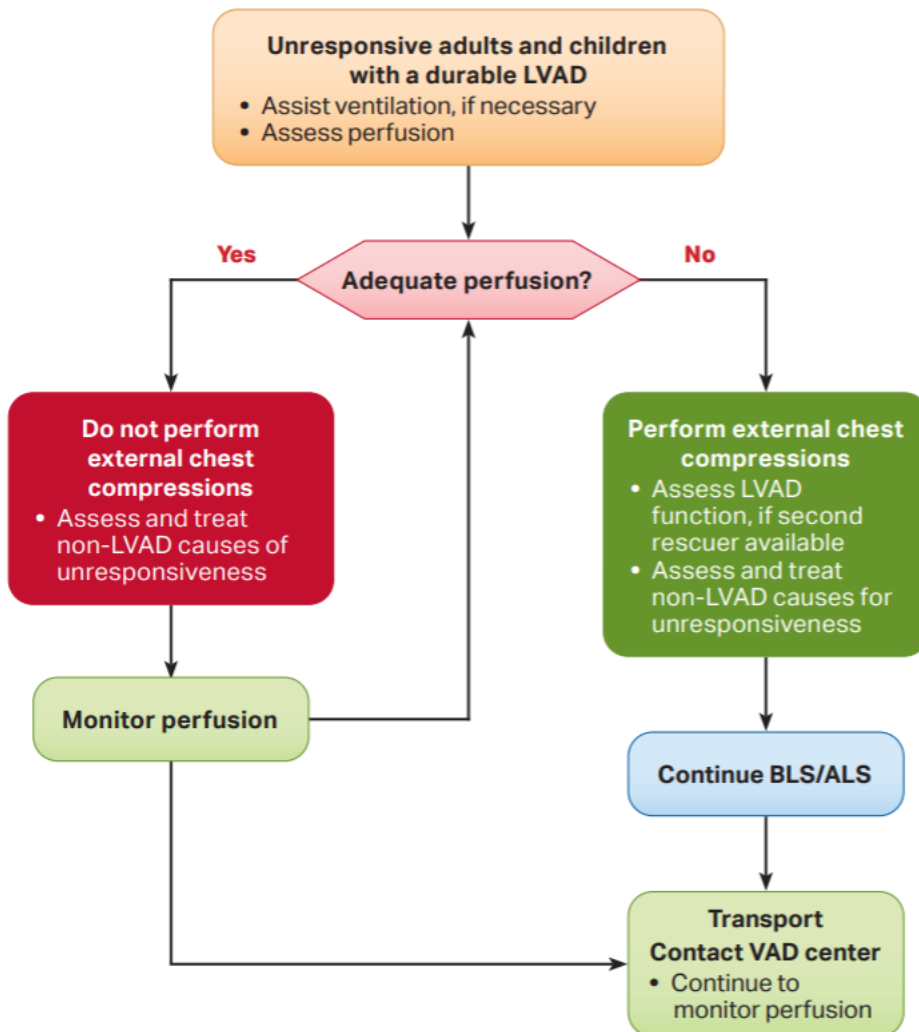 Unresponsive adults and children
with a durable LVAD
• Assist ventilation, if necessary
• Assess perfusion
Yes
Adequate perfusion?
No
Do not perform
external chest
compressions
• Assess and treat
non-LVAD causes of
unresponsiveness
Perform external chest
compressions
• Assess LVAD
function, if second
rescuer available
• Assess and treat
non-LVAD causes for
unresponsiveness
Monitor perfusion
Continue BLS/ALS
Transport
Contact VAD center
• Continue to
monitor perfusion